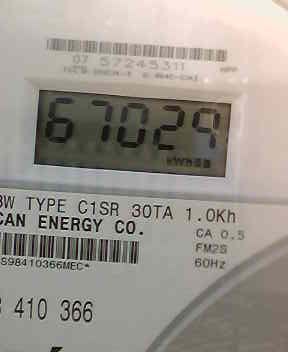 07 57245311
67029
kWh
3W TYPE C1SR 30TA 1.0Kh
CAN ENERGY CO.
CA 0.5
FM2S
60Hz
S98410366MEC*
410 366